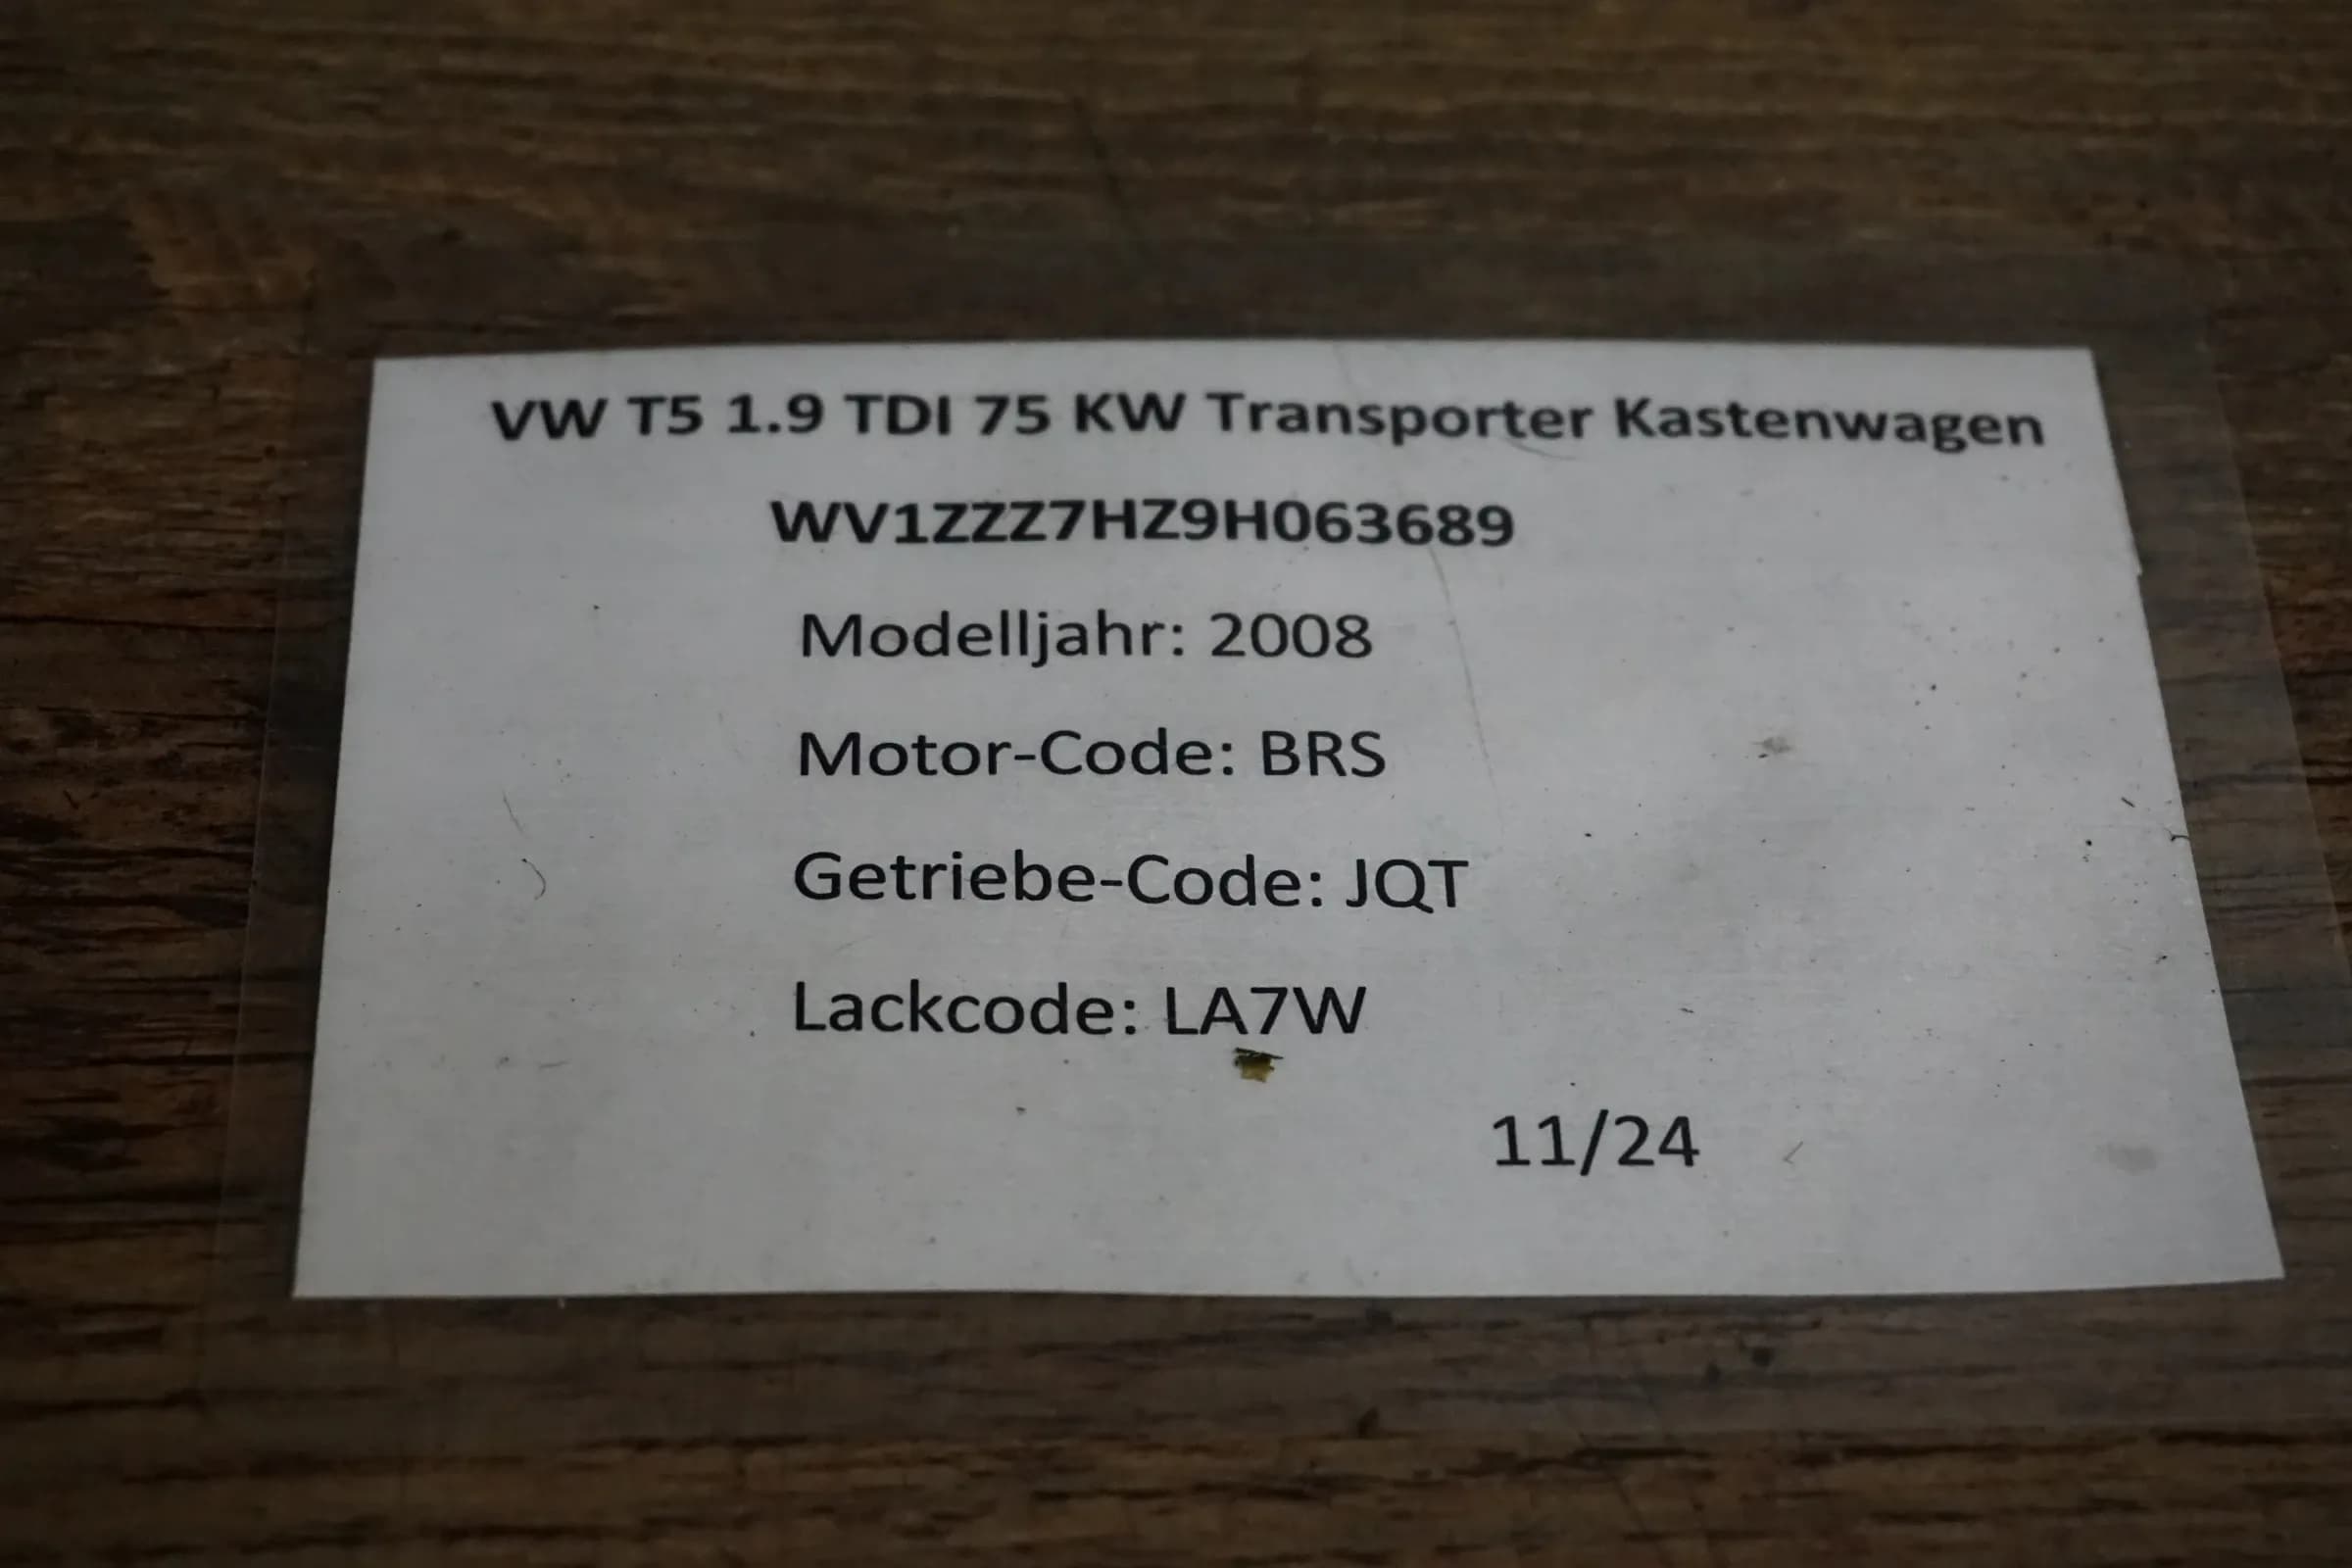 VW T5 1.9 TDI 75 KW Transporter Kastenwagen
WV1ZZZ7HZ9H063689
Modelljahr: 2008
Motor-Code: BRS
Getriebe-Code: JQT
Lackcode: LA7W
11/24